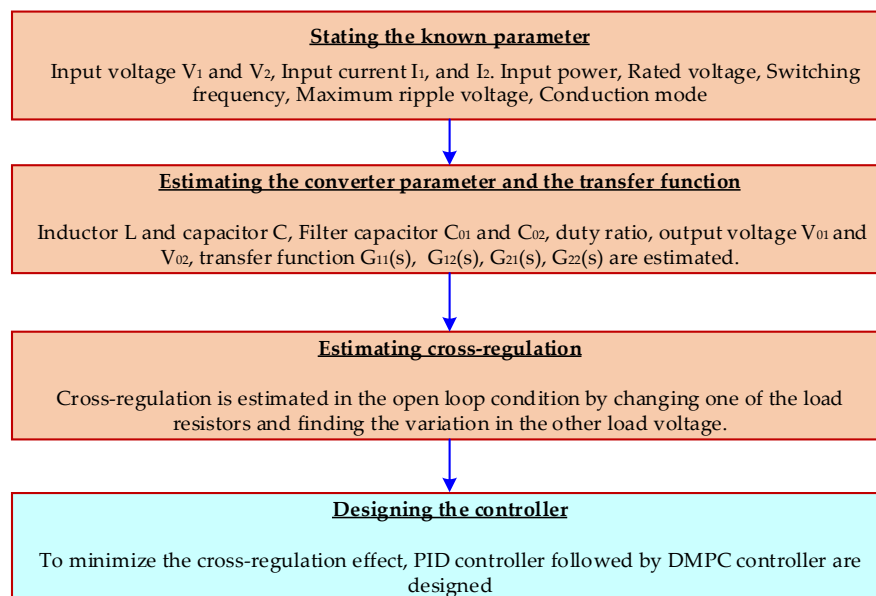 Stating the known parameter
Input voltage V₁ and V₂, Input current I₁, and I₂. Input power, Rated voltage, Switching
frequency, Maximum ripple voltage, Conduction mode
Estimating the converter parameter and the transfer function
Inductor L and capacitor C, Filter capacitor C₀₁ and C₀₂, duty ratio, output voltage V₀₁ and
V₀₂, transfer function G₁₁(s), G₁₂(s), G₂₁(s), G₂₂(s) are estimated.
Estimating cross-regulation
Cross-regulation is estimated in the open loop condition by changing one of the load
resistors and finding the variation in the other load voltage.
Designing the controller
To minimize the cross-regulation effect, PID controller followed by DMPC controller are
designed